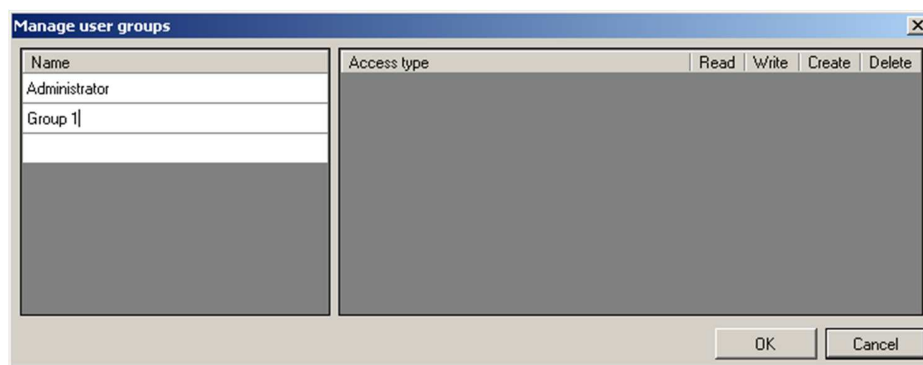 Manage user groups
Name
Administrator
Group 1
Access type Read Write Create Delete
OK Cancel